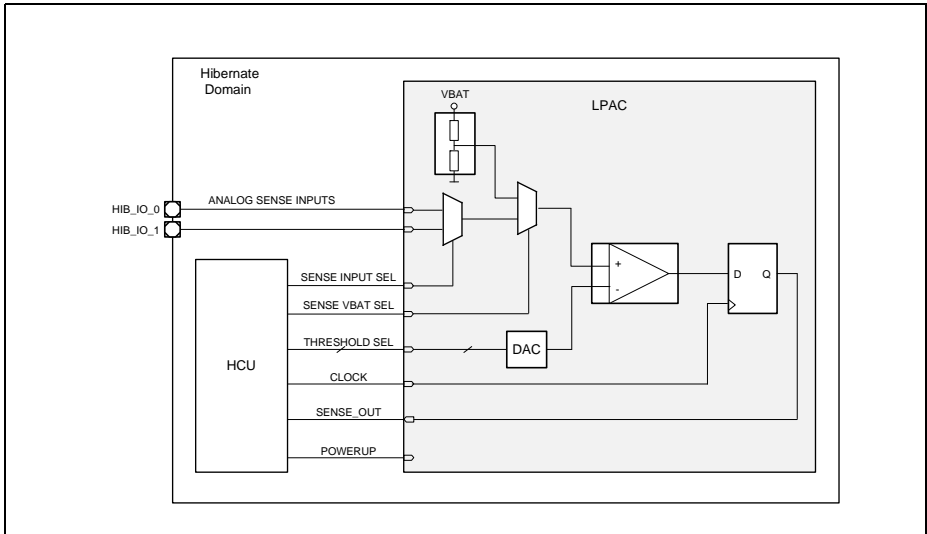 Hibernate
Domain
VBAT
LPAC
ANALOG SENSE INPUTS
HIB_IO_0
HIB_IO_1
SENSE INPUT SEL
SENSE VBAT SEL
THRESHOLD SEL
HCU
CLOCK
SENSE_OUT
POWERUP
DAC
+
-
D Q